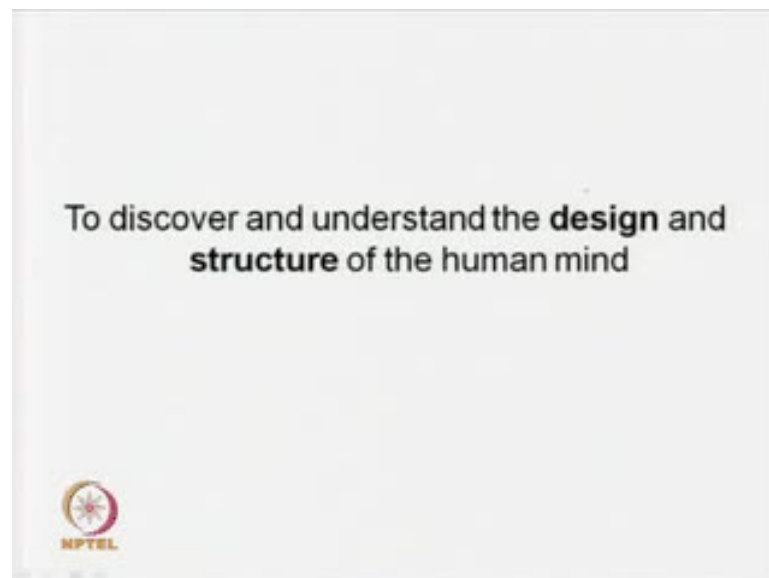 To discover and understand the design and
structure of the human mind
NPTEL